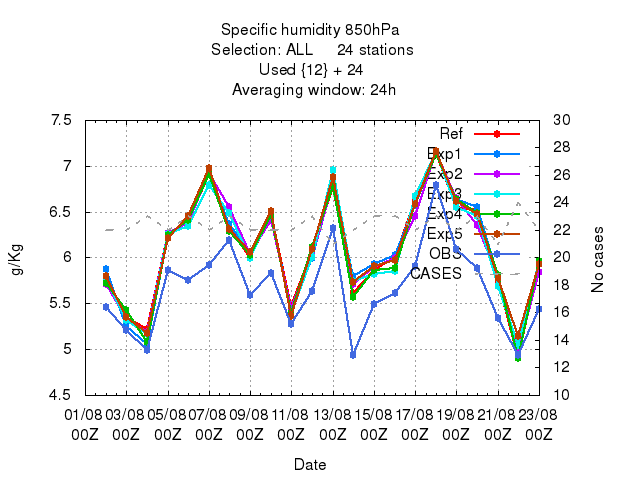 Specific humidity 850hPa
Selection: ALL 24 stations
Used {12} + 24
Averaging window: 24h
7.5
7
6.5
6
5.5
5
4.5
g/Kg
30
28
26
24
22
20
18
16
14
12
10
No cases
Ref
Exp1
Exp2
Exp3
Exp4
Exp5
OBS
CASES
01/08 03/08 05/08 07/08 09/08 11/08 13/08 15/08 17/08 19/08 21/08 23/08
00Z 00Z 00Z 00Z 00Z 00Z 00Z 00Z 00Z 00Z 00Z 00Z
Date